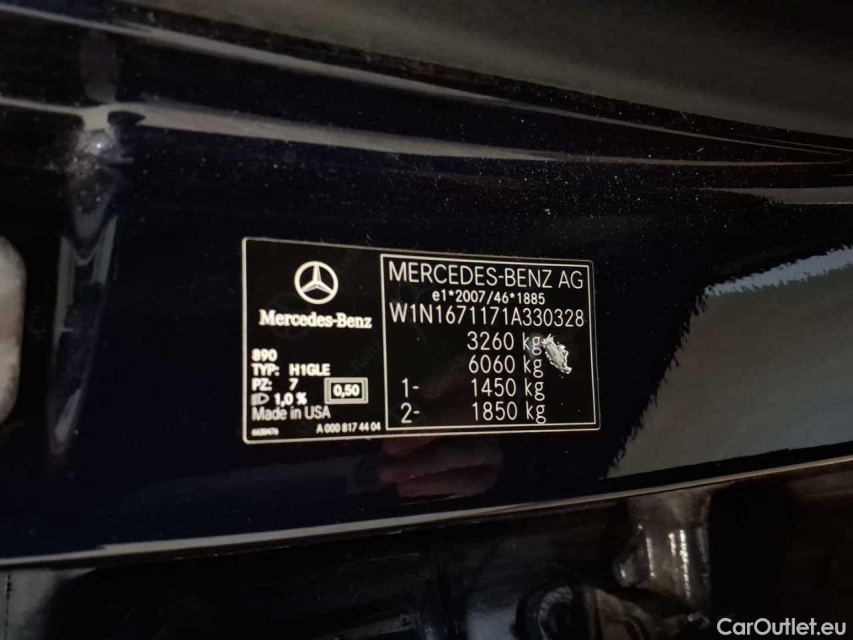 Mercedes-Benz
890
TYP: H1GLE
PZ: 7
1,0 %
0,50
Made in USA
A 000 817 44 04
MERCEDES-BENZ AG
e1*2007/46*1885
W1N1671171A330328
3260 kg
6060 kg
1- 1450 kg
2- 1850 kg
CarOutlet.eu